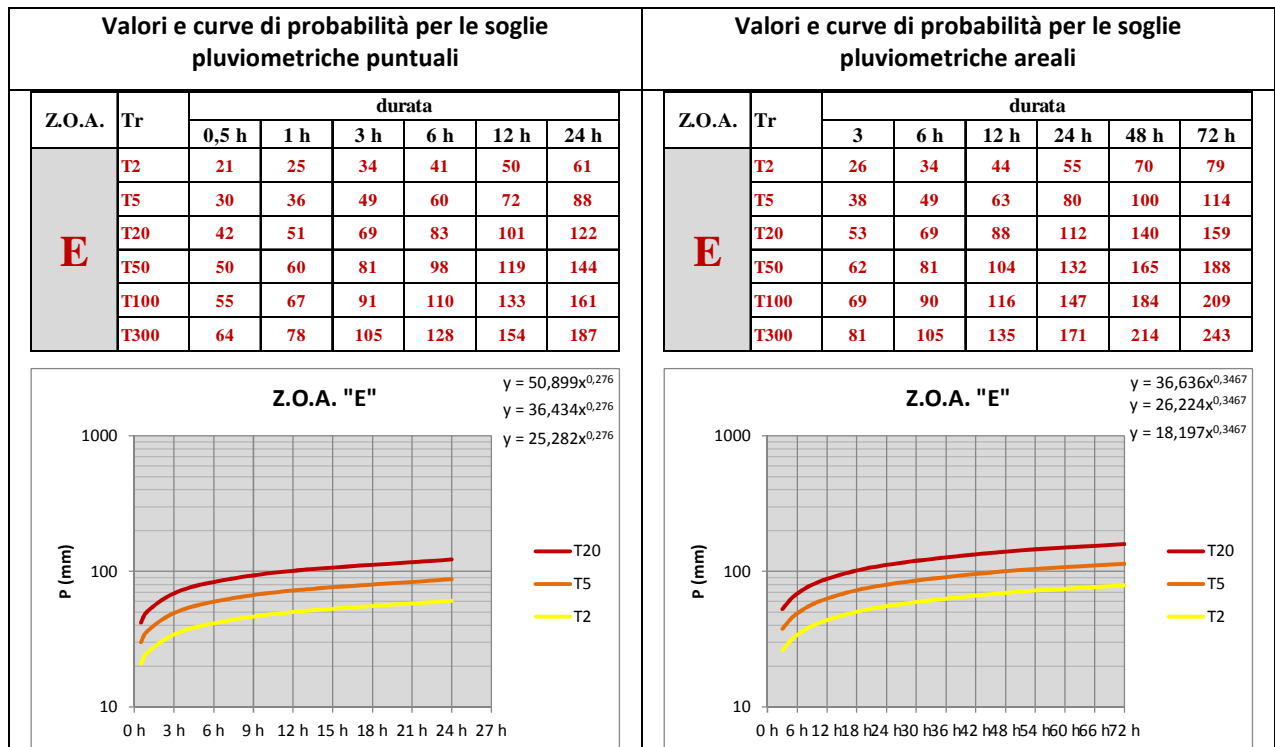 Valori e curve di probabilità per le soglie
pluviometriche puntuali
Z.O.A. Tr durata
0,5 h 1 h 3 h 6 h 12 h 24 h
E
T2 21 25 34 41 50 61
T5 30 36 49 60 72 88
T20 42 51 69 83 101 122
T50 50 60 81 98 119 144
T100 55 67 91 110 133 161
T300 64 78 105 128 154 187
Z.O.A. "E"
y = 50,899x^0,276
y = 36,434x^0,276
y = 25,282x^0,276
1000
100
10
P (mm)
0 h 3 h 6 h 9 h 12 h 15 h 18 h 21 h 24 h 27 h
T20
T5
T2
Valori e curve di probabilità per le soglie
pluviometriche areali
Z.O.A. Tr durata
3 6 h 12 h 24 h 48 h 72 h
E
T2 26 34 44 55 70 79
T5 38 49 63 80 100 114
T20 53 69 88 112 140 159
T50 62 81 104 132 165 188
T100 69 90 116 147 184 209
T300 81 105 135 171 214 243
Z.O.A. "E"
y = 36,636x^0,3467
y = 26,224x^0,3467
y = 18,197x^0,3467
1000
100
10
P (mm)
0 h 6 h 12 h 18 h 24 h 30 h 36 h 42 h 48 h 54 h 60 h 66 h 72 h
T20
T5
T2